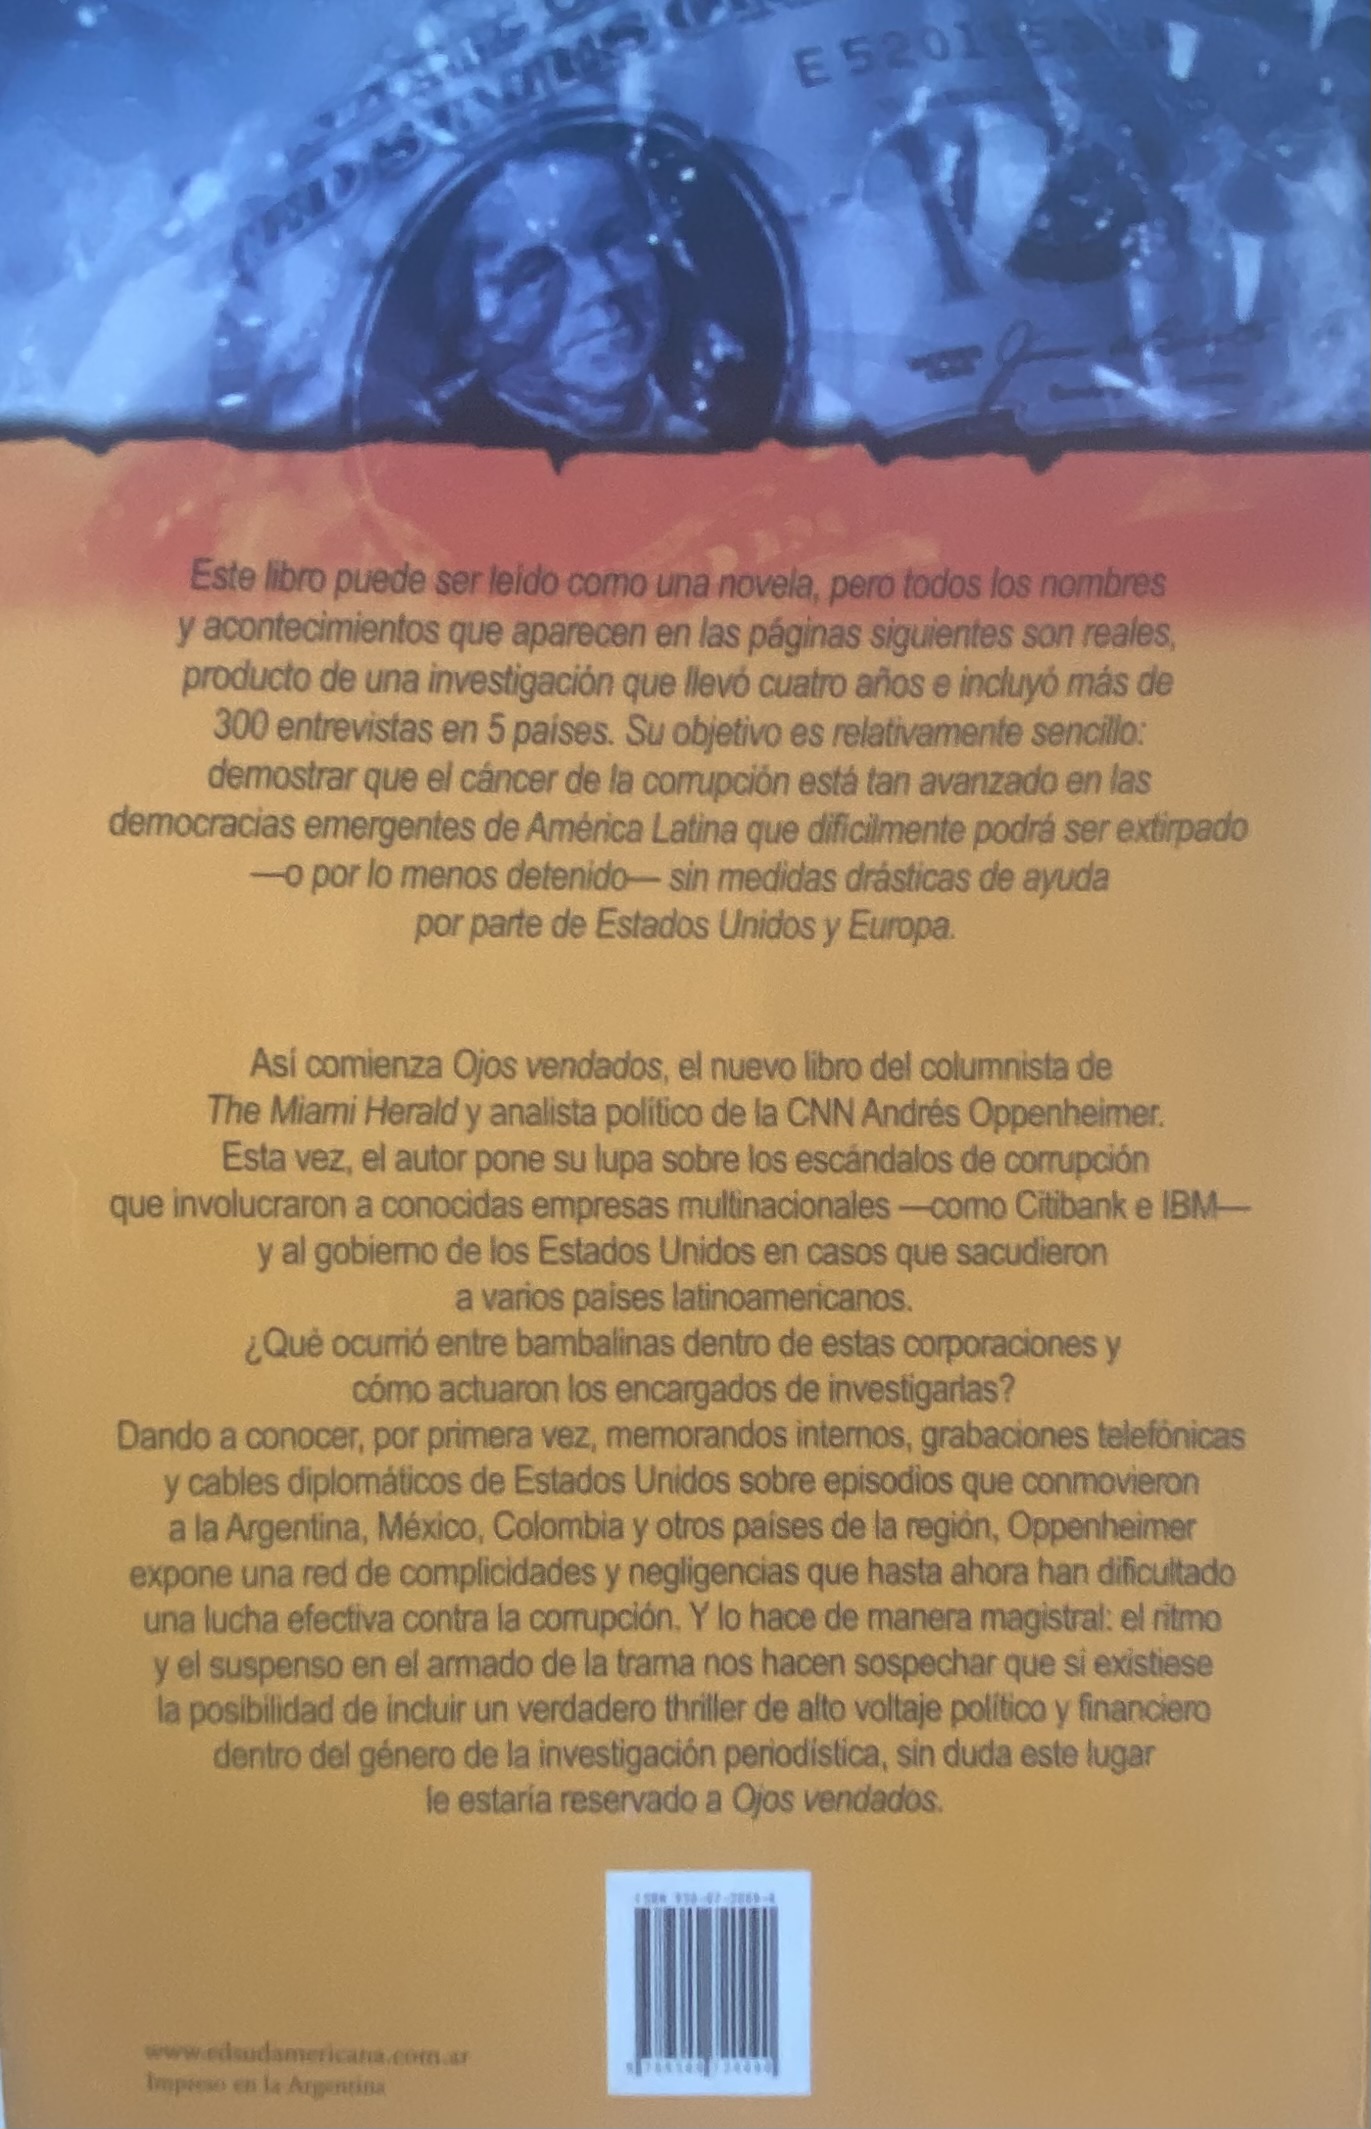 E5201
Este libro puede ser leído como una novela, pero todos los nombres
y acontecimientos que aparecen en las páginas siguientes son reales,
producto de una investigación que llevó cuatro años e incluyó más de
300 entrevistas en 5 países. Su objetivo es relativamente sencillo:
demostrar que el cáncer de la corrupción está tan avanzado en las
democracias emergentes de América Latina que difícilmente podrá ser extirpado
—o por lo menos detenido— sin medidas drásticas de ayuda
por parte de Estados Unidos y Europa.
Así comienza Ojos vendados, el nuevo libro del columnista de
The Miami Herald y analista político de la CNN Andrés Oppenheimer.
Esta vez, el autor pone su lupa sobre los escándalos de corrupción
que involucraron a conocidas empresas multinacionales —como Citibank e IBM—
y al gobierno de los Estados Unidos en casos que sacudieron
a varios países latinoamericanos.
¿Qué ocurrió entre bambalinas dentro de estas corporaciones y
cómo actuaron los encargados de investigarlas?
Dando a conocer, por primera vez, memorandos internos, grabaciones telefónicas
y cables diplomáticos de Estados Unidos sobre episodios que conmovieron
a la Argentina, México, Colombia y otros países de la región, Oppenheimer
expone una red de complicidades y negligencias que hasta ahora han dificultado
una lucha efectiva contra la corrupción. Y lo hace de manera magistral: el ritmo
y el suspenso en el armado de la trama nos hacen sospechar que si existiese
la posibilidad de incluir un verdadero thriller de alto voltaje político y financiero
dentro del género de la investigación periodística, sin duda este lugar
le estaría reservado a Ojos vendados.
ISBN
www.edsudamericana.com.ar
Impreso en la Argentina